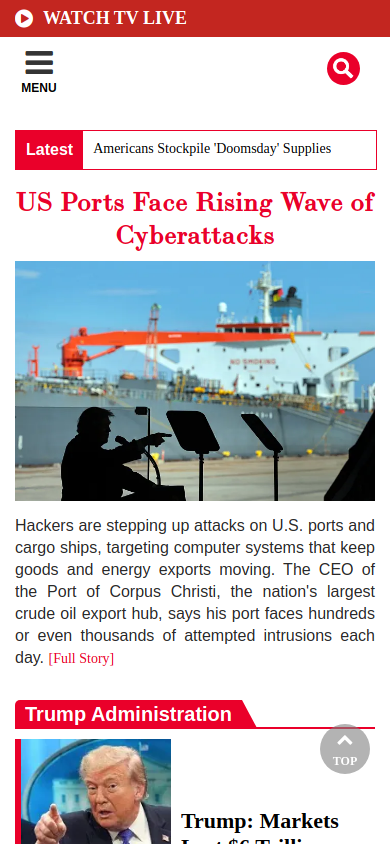 WATCH TV LIVE
MENU
Latest
Americans Stockpile 'Doomsday' Supplies
US Ports Face Rising Wave of
Cyberattacks
NO SMOKING
Hackers are stepping up attacks on U.S. ports and
cargo ships, targeting computer systems that keep
goods and energy exports moving. The CEO of
the Port of Corpus Christi, the nation's largest
crude oil export hub, says his port faces hundreds
or even thousands of attempted intrusions each
day. [Full Story]
Trump Administration
TOP
Trump: Markets
Lost $6 Trillion